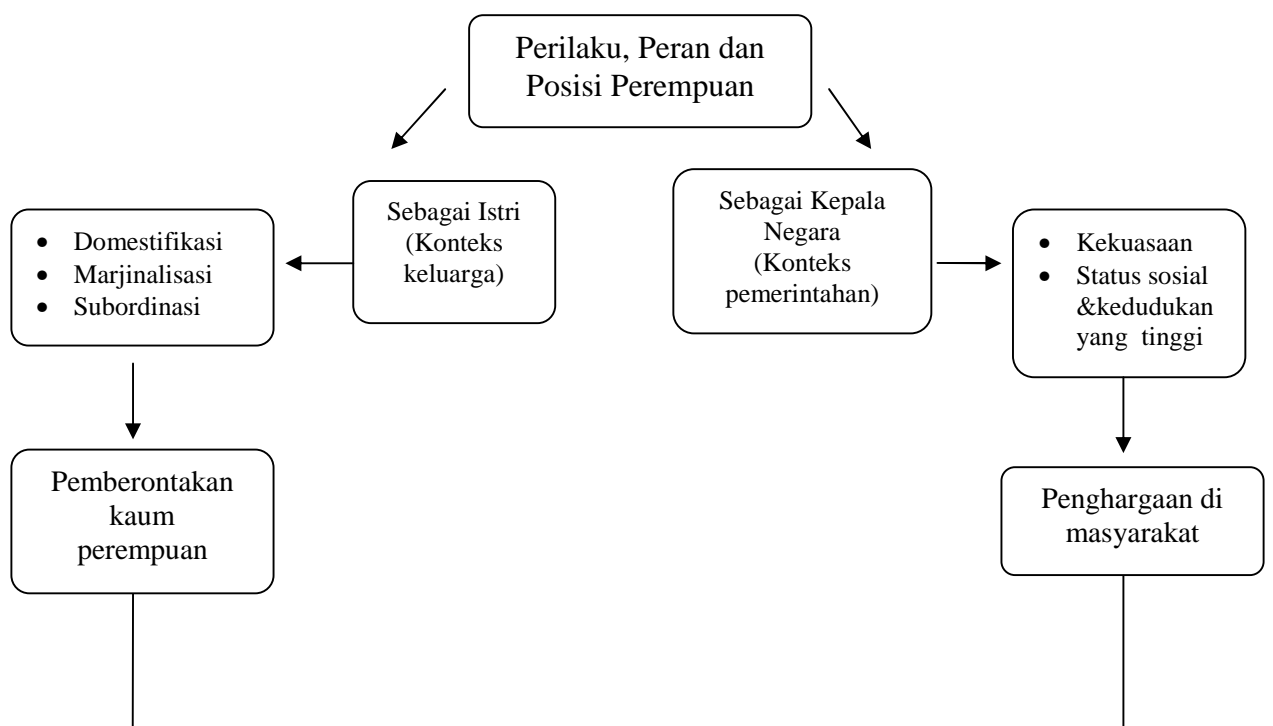 Perilaku, Peran dan
Posisi Perempuan
Sebagai Istri
(Konteks
keluarga)
Sebagai Kepala
Negara
(Konteks
pemerintahan)
• Domestifikasi
• Marjinalisasi
• Subordinasi
• Kekuasaan
• Status sosial
&kedudukan
yang tinggi
Pemberontakan
kaum
perempuan
Penghargaan di
masyarakat